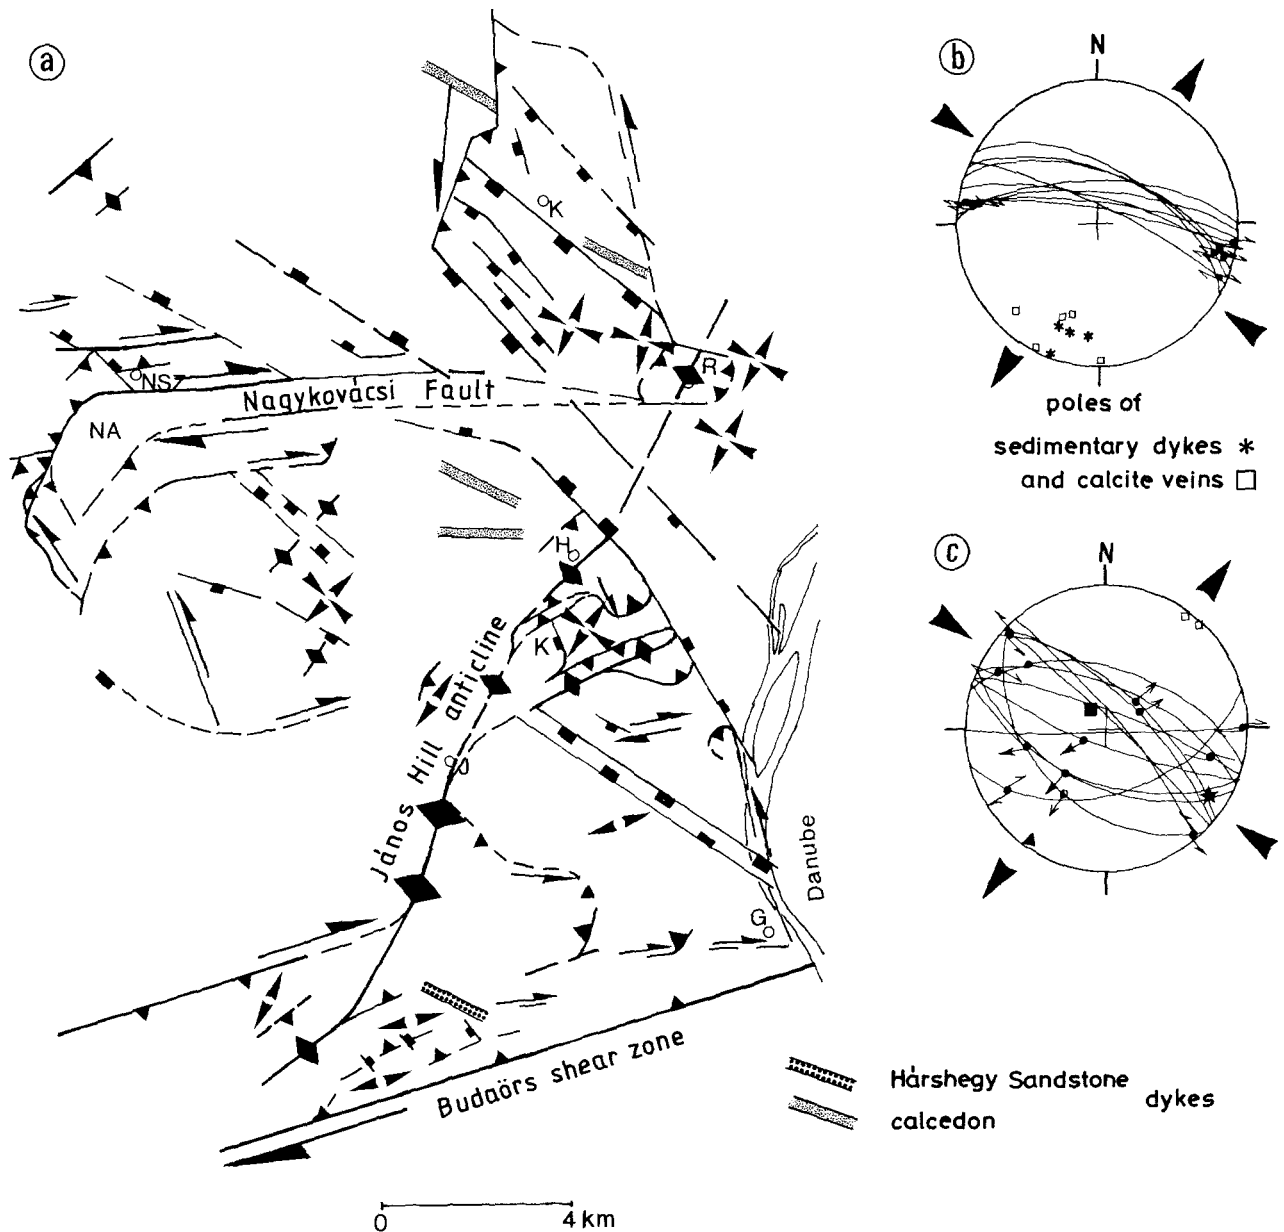 a
K
R
NSZ
Nagykovácsi Fault
NA
H
K
János Hill anticline
J
Danube
G
Budaörs shear zone
0 4 km
b
N
poles of
sedimentary dykes *
and calcite veins □
c
N
Hárshegy Sandstone
dykes
calcedon